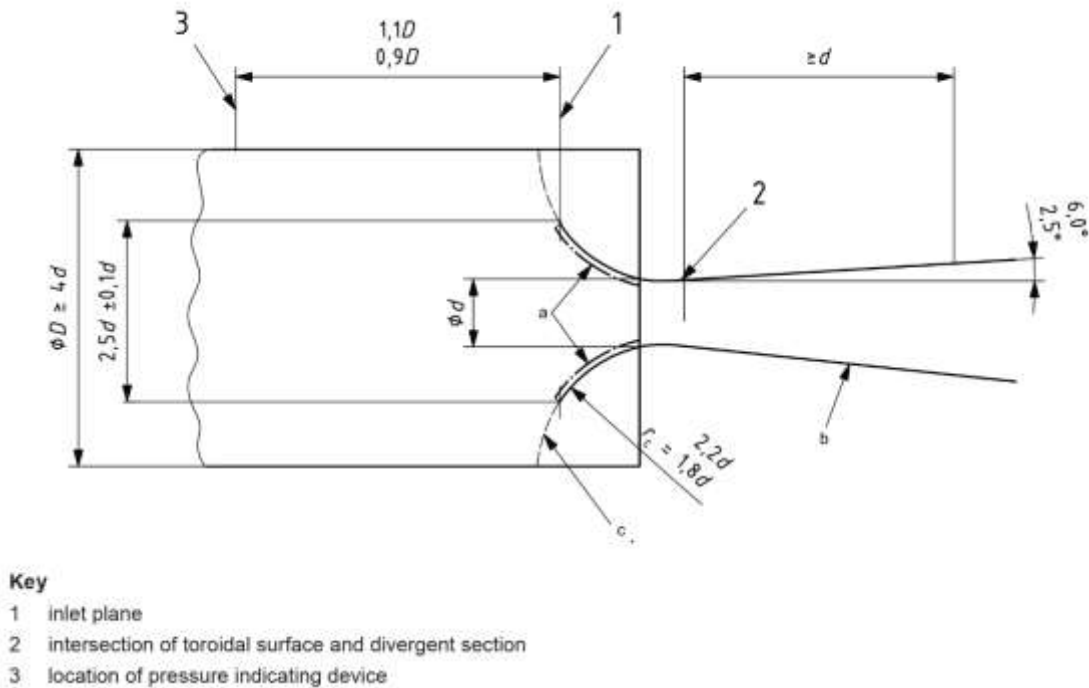 3
1,1D
0,9D
1
≥d
2
6,0°
2,5°
ϕD ≥ 4d
2,5d ±0,1d
ϕd
a
r_c = 2,2d
1,8d
b
c .
Key
1 inlet plane
2 intersection of toroidal surface and divergent section
3 location of pressure indicating device